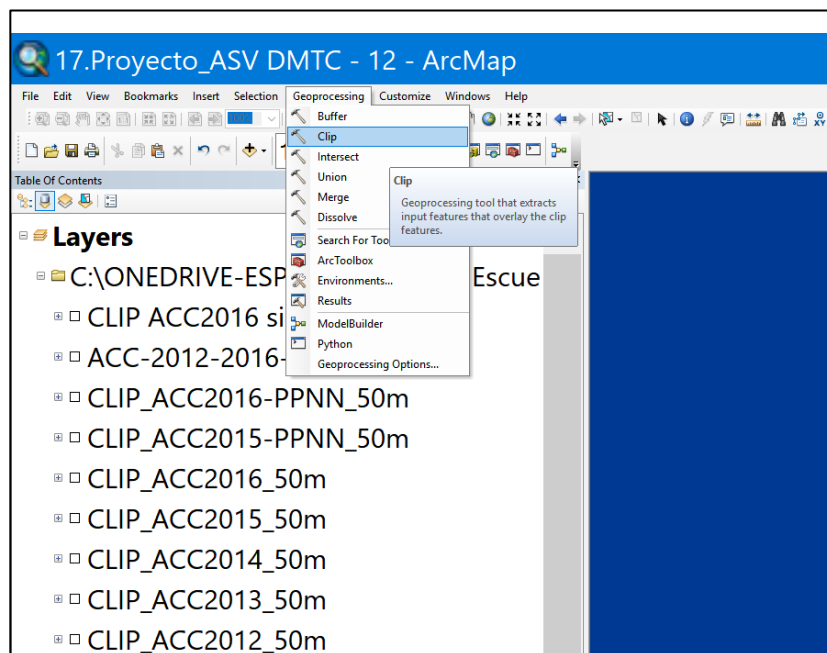 17.Proyecto_ASV DMTC - 12 - ArcMap
File Edit View Bookmarks Insert Selection Geoprocessing Customize Windows Help
Buffer
Clip
Intersect
Union
Merge
Dissolve
Search For Too
ArcToolbox
Environments...
Results
ModelBuilder
Python
Geoprocessing Options...
Clip
Geoprocessing tool that extracts
input features that overlay the clip
features.
Table Of Contents
Layers
C:\ONEDRIVE-ESP Escue
CLIP ACC2016 si
ACC-2012-2016-
CLIP_ACC2016-PPNN_50m
CLIP_ACC2015-PPNN_50m
CLIP_ACC2016_50m
CLIP_ACC2015_50m
CLIP_ACC2014_50m
CLIP_ACC2013_50m
CLIP_ACC2012_50m